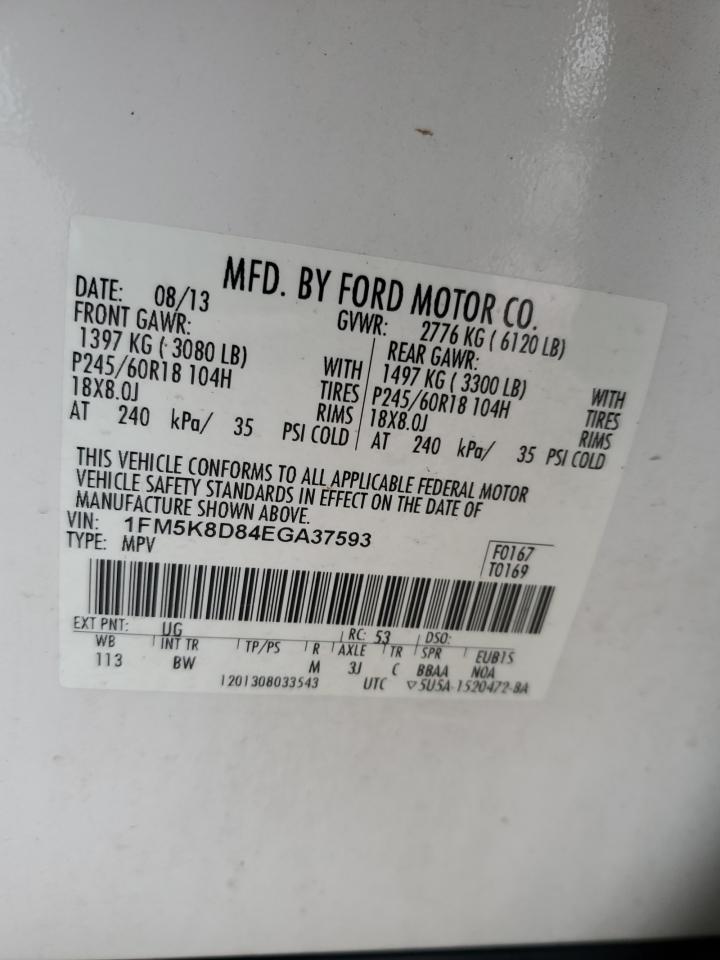 MFD. BY FORD MOTOR CO.
DATE: 08/13
GVWR: 2776 KG ( 6120 LB)
FRONT GAWR:
1397 KG ( 3080 LB)
P245/60R18 104H
18X8.0J
AT 240 kPa/ 35 PSI COLD
WITH
TIRES
RIMS
REAR GAWR:
1497 KG ( 3300 LB)
P245/60R18 104H
18X8.0J
AT 240 kPa/ 35 PSI COLD
WITH
TIRES
RIMS
THIS VEHICLE CONFORMS TO ALL APPLICABLE FEDERAL MOTOR
VEHICLE SAFETY STANDARDS IN EFFECT ON THE DATE OF
MANUFACTURE SHOWN ABOVE.
VIN: 1FM5K8D84EGA37593
TYPE: MPV
F0167
T0169
EXT PNT: UG RC: 53 DSO:
WB INT TR TP/PS R AXLE TR SPR EUB15
113 BW M 3J C BBAA NOA
1201308033543 UTC ▽5U5A-1520472-BA